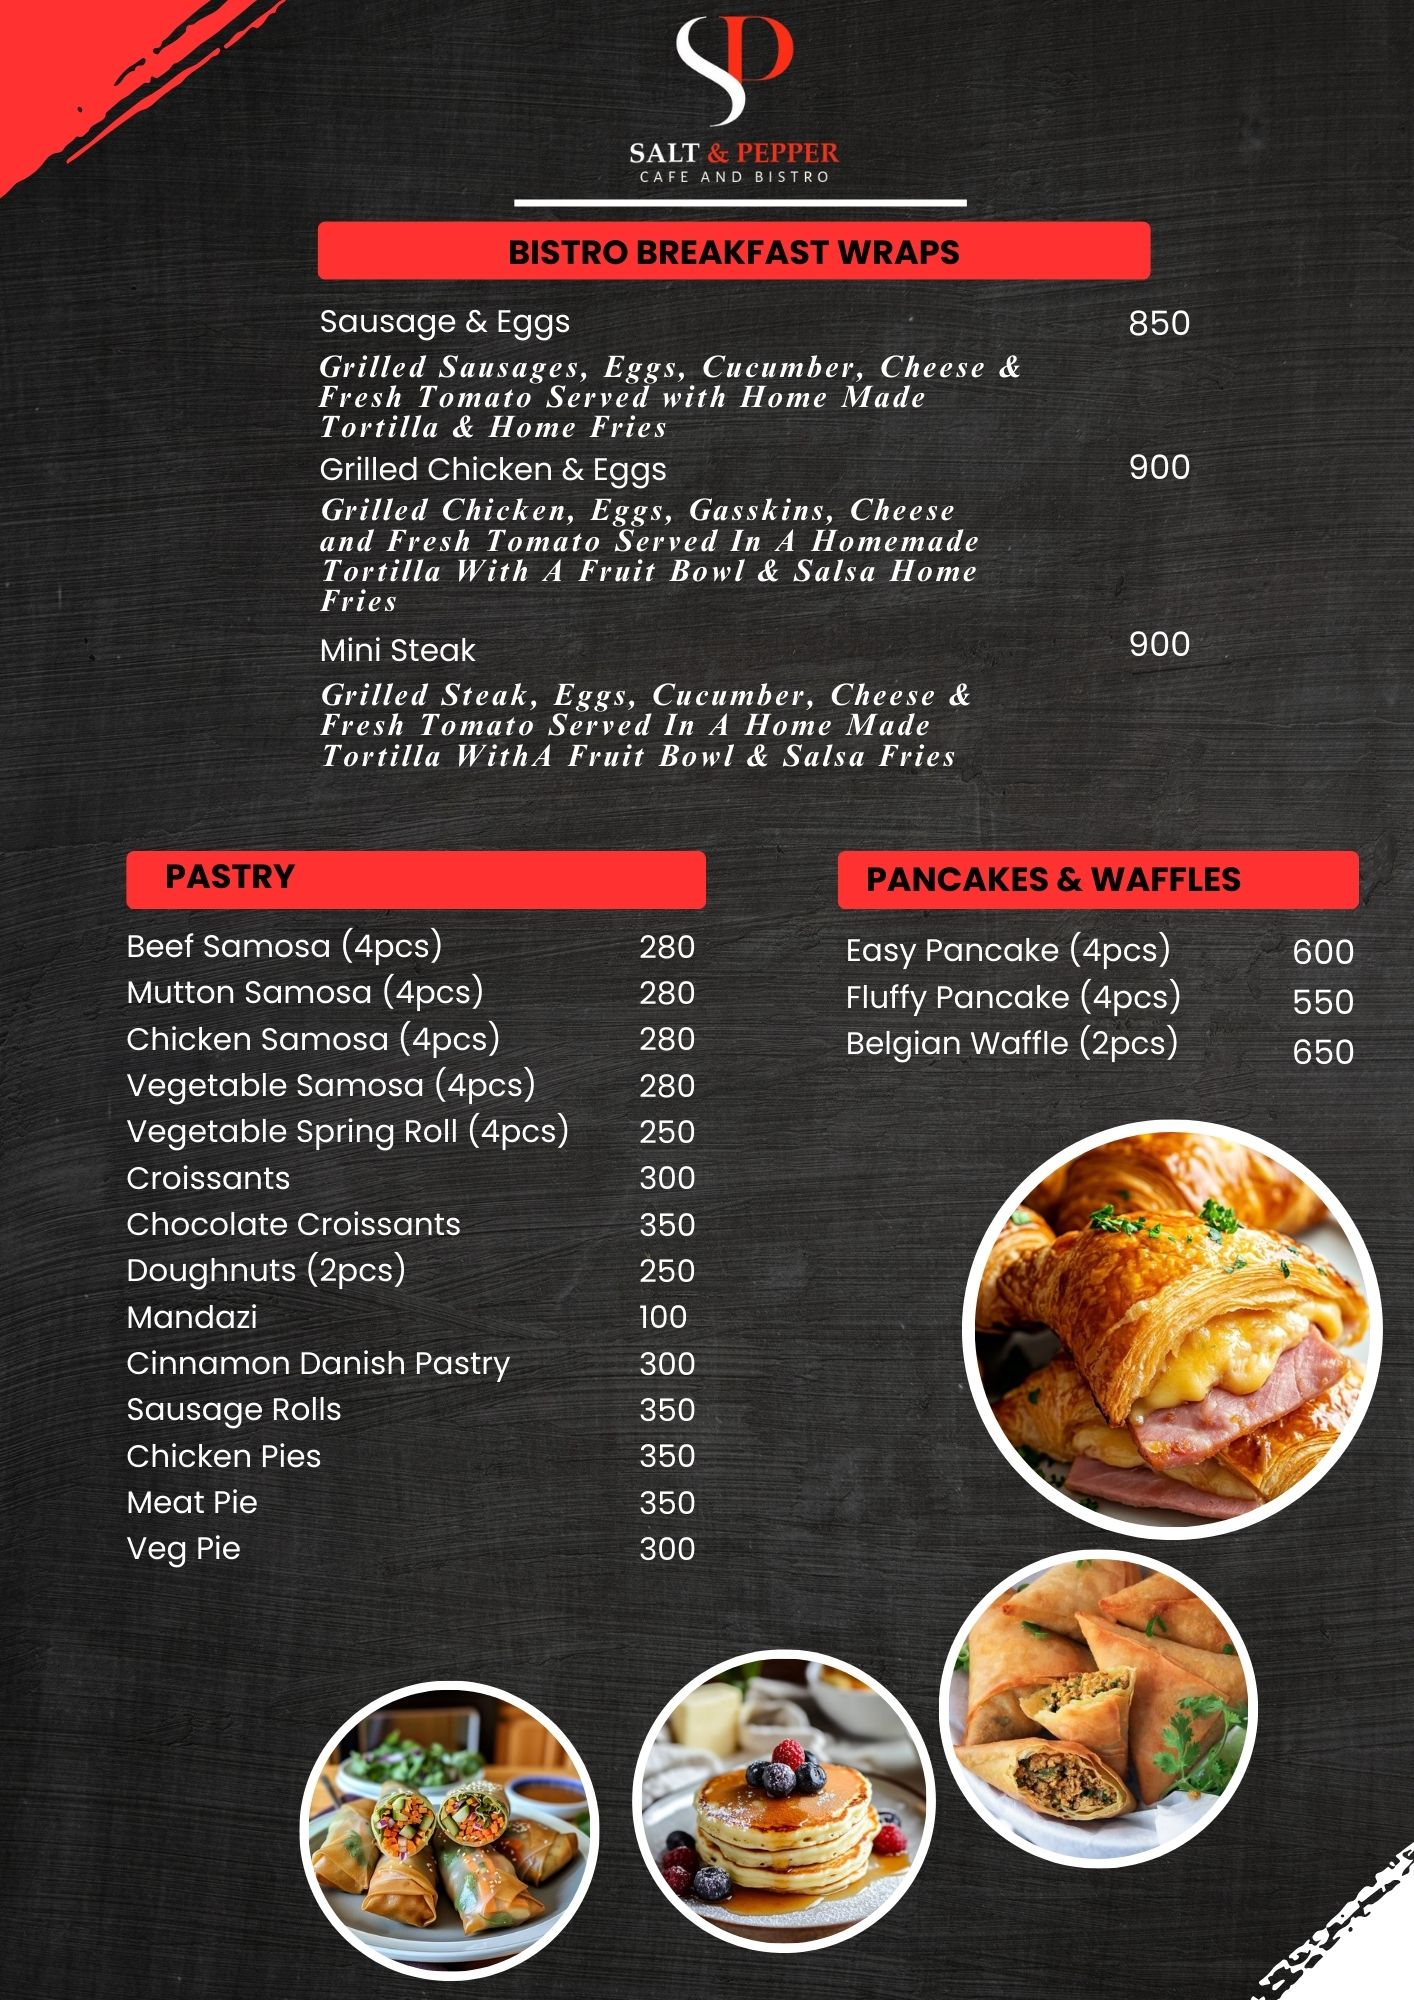 SP
SALT & PEPPER
CAFE AND BISTRO
BISTRO BREAKFAST WRAPS
Sausage & Eggs 850
Grilled Sausages, Eggs, Cucumber, Cheese &
Fresh Tomato Served with Home Made
Tortilla & Home Fries
Grilled Chicken & Eggs 900
Grilled Chicken, Eggs, Gasskins, Cheese
and Fresh Tomato Served In A Homemade
Tortilla With A Fruit Bowl & Salsa Home
Fries
Mini Steak 900
Grilled Steak, Eggs, Cucumber, Cheese &
Fresh Tomato Served In A Home Made
Tortilla WithA Fruit Bowl & Salsa Fries
PASTRY
Beef Samosa (4pcs) 280
Mutton Samosa (4pcs) 280
Chicken Samosa (4pcs) 280
Vegetable Samosa (4pcs) 280
Vegetable Spring Roll (4pcs) 250
Croissants 300
Chocolate Croissants 350
Doughnuts (2pcs) 250
Mandazi 100
Cinnamon Danish Pastry 300
Sausage Rolls 350
Chicken Pies 350
Meat Pie 350
Veg Pie 300
PANCAKES & WAFFLES
Easy Pancake (4pcs) 600
Fluffy Pancake (4pcs) 550
Belgian Waffle (2pcs) 650